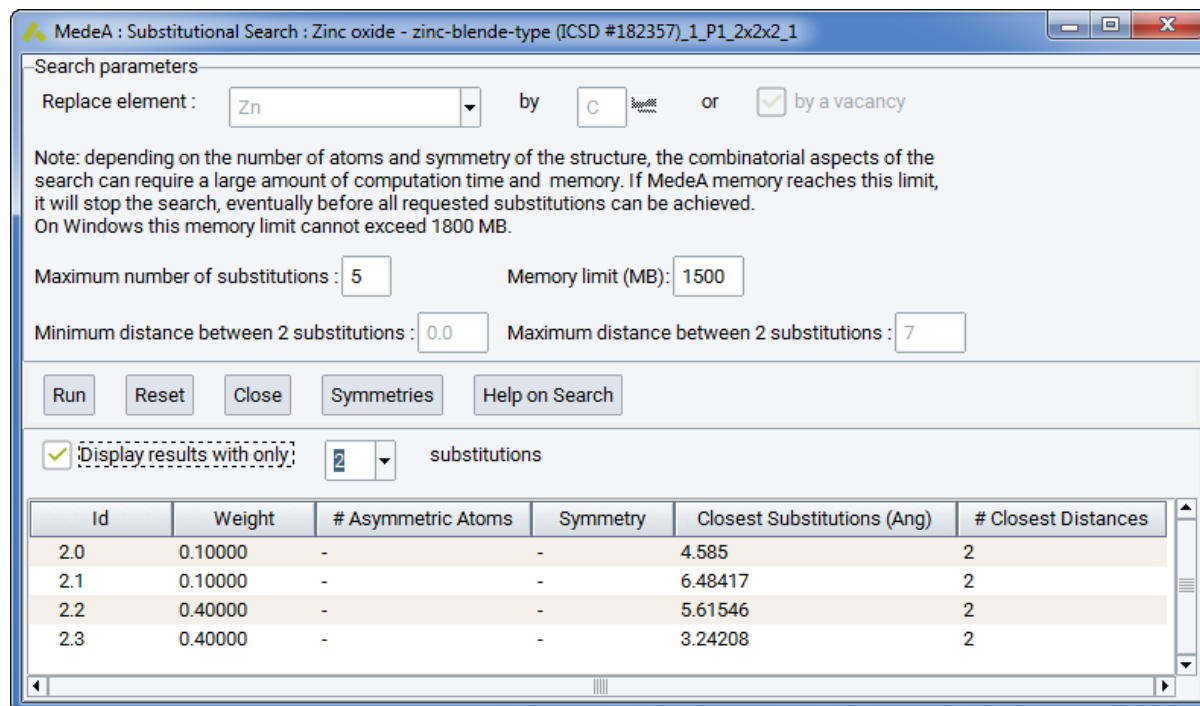 MedeA : Substitutional Search : Zinc oxide - zinc-blende-type (ICSD #182357)_1_P1_2x2x2_1
Search parameters
Replace element : Zn by C or by a vacancy
Note: depending on the number of atoms and symmetry of the structure, the combinatorial aspects of the
search can require a large amount of computation time and memory. If MedeA memory reaches this limit,
it will stop the search, eventually before all requested substitutions can be achieved.
On Windows this memory limit cannot exceed 1800 MB.
Maximum number of substitutions : 5 Memory limit (MB): 1500
Minimum distance between 2 substitutions : 0.0 Maximum distance between 2 substitutions : 7
Run Reset Close Symmetries Help on Search
Display results with only: 2 substitutions
Id Weight # Asymmetric Atoms Symmetry Closest Substitutions (Ang) # Closest Distances
2.0 0.10000 - - 4.585 2
2.1 0.10000 - - 6.48417 2
2.2 0.40000 - - 5.61546 2
2.3 0.40000 - - 3.24208 2